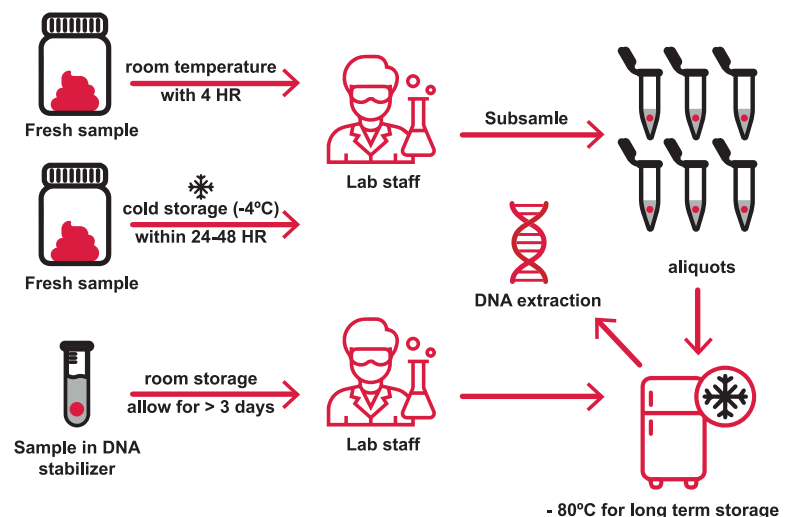 room temperature
with 4 HR
Fresh sample
Lab staff
Subsamle
cold storage (-4ºC)
within 24-48 HR
Fresh sample
aliquots
DNA extraction
room storage
allow for > 3 days
Sample in DNA
stabilizer
Lab staff
- 80ºC for long term storage